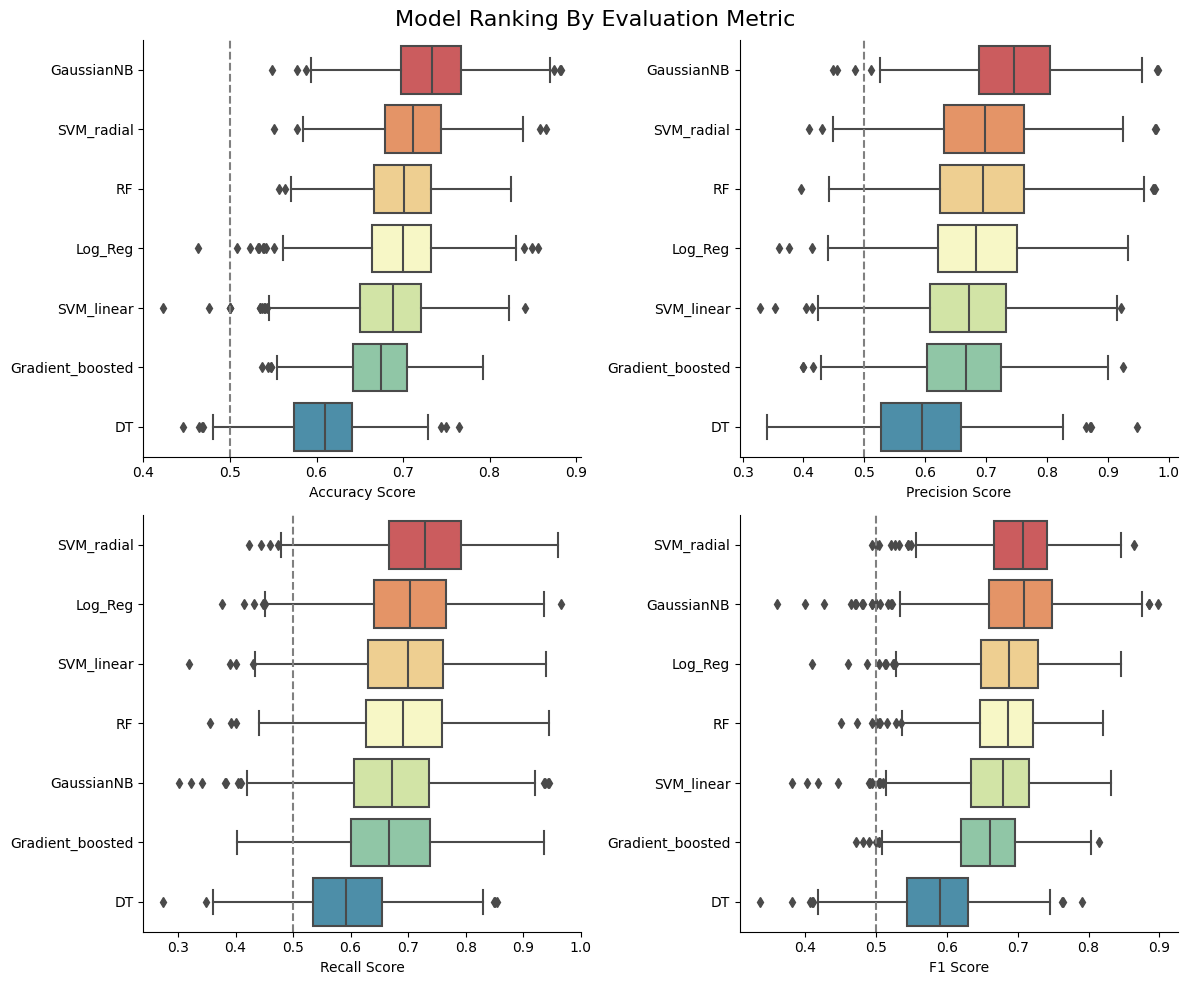 Model Ranking By Evaluation Metric
GaussianNB
SVM_radial
RF
Log_Reg
SVM_linear
Gradient_boosted
DT
0.4 0.5 0.6 0.7 0.8 0.9
Accuracy Score
GaussianNB
SVM_radial
RF
Log_Reg
SVM_linear
Gradient_boosted
DT
0.3 0.4 0.5 0.6 0.7 0.8 0.9 1.0
Precision Score
SVM_radial
Log_Reg
SVM_linear
RF
GaussianNB
Gradient_boosted
DT
0.3 0.4 0.5 0.6 0.7 0.8 0.9 1.0
Recall Score
SVM_radial
GaussianNB
Log_Reg
RF
SVM_linear
Gradient_boosted
DT
0.4 0.5 0.6 0.7 0.8 0.9
F1 Score